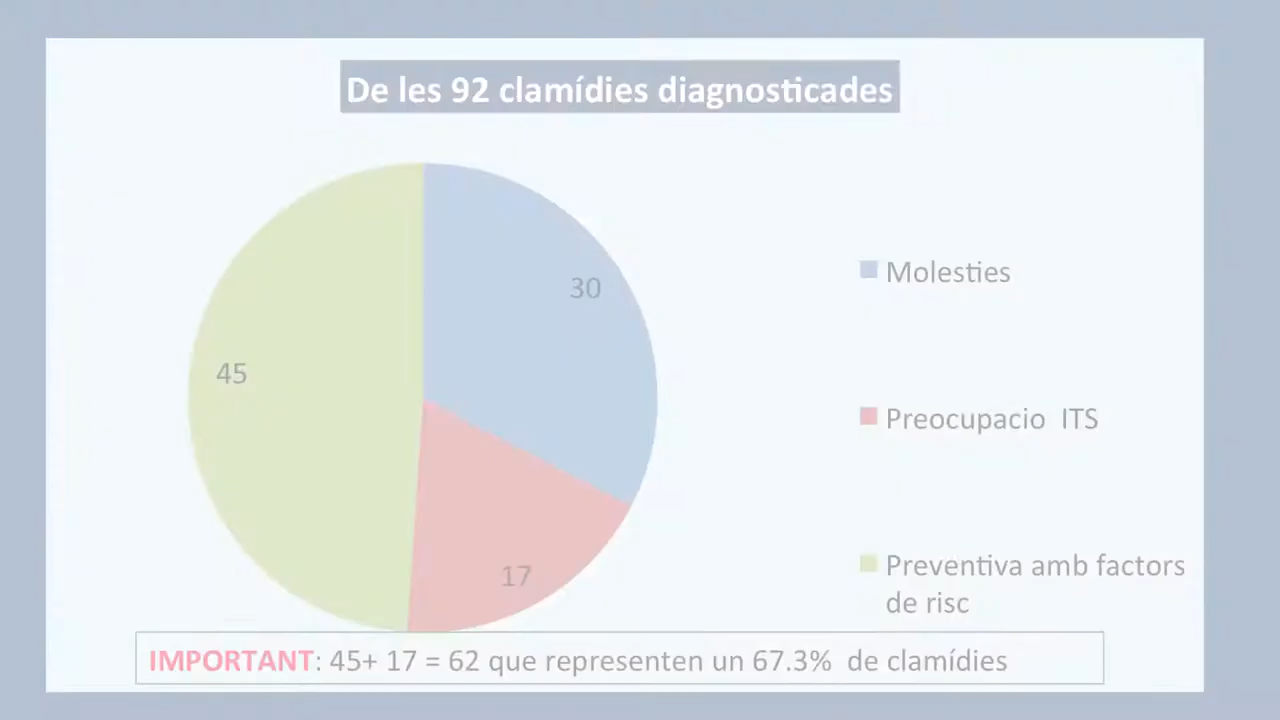 De les 92 clamídies diagnosticades
30
45
17
Molesties
Preocupacio  ITS
Preventiva amb factors
de risc
IMPORTANT: 45+ 17 = 62 que representen un 67.3%  de clamídies